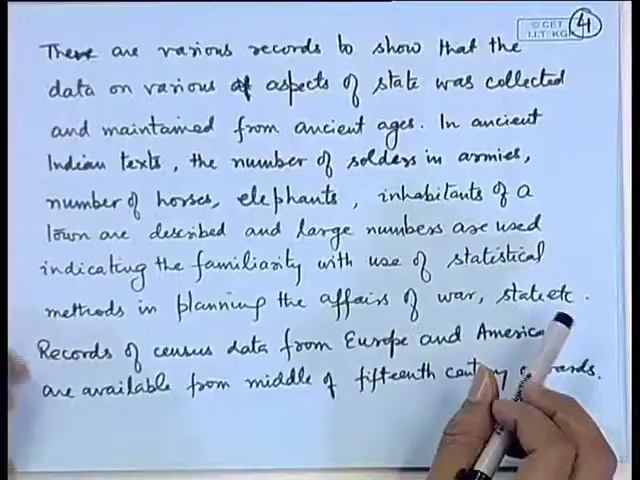 © CET
I.I.T. KGP
4
There are various records to show that the
data on various aspects of state was collected
and maintained from ancient ages. In ancient
Indian texts, the number of solders in armies,
number of horses, elephants, inhabitants of a
town are described and large numbers are used
indicating the familiarity with use of statistical
methods in planning the affairs of war, state etc.
Records of census data from Europe and America
are available from middle of fifteenth